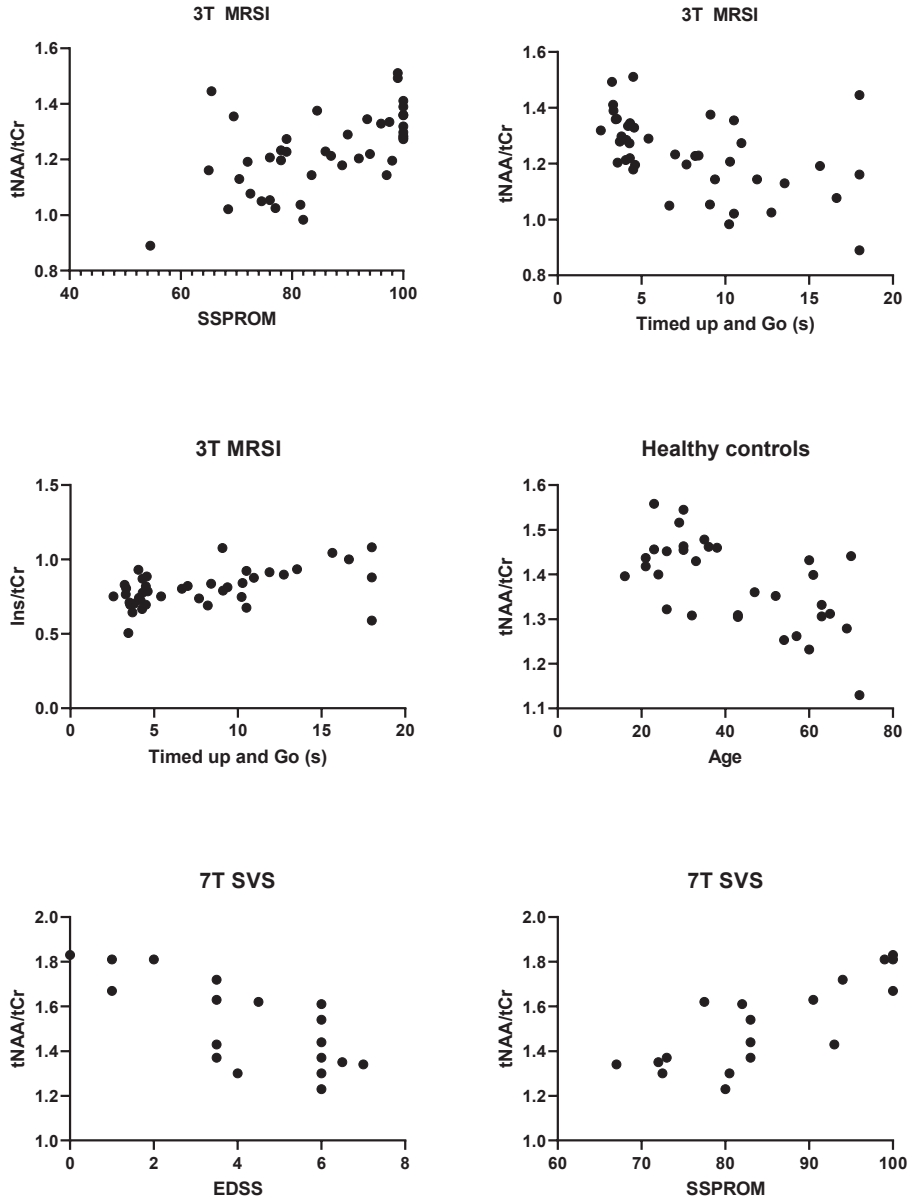 3T MRSI
1.6
1.4
1.2
1.0
0.8
tNAA/tCr
40 60 80 100
SSPROM
3T MRSI
1.6
1.4
1.2
1.0
0.8
tNAA/tCr
0 5 10 15 20
Timed up and Go (s)
3T MRSI
1.5
1.0
0.5
0.0
Ins/tCr
0 5 10 15 20
Timed up and Go (s)
Healthy controls
1.6
1.5
1.4
1.3
1.2
1.1
tNAA/tCr
0 20 40 60 80
Age
7T SVS
2.0
1.8
1.6
1.4
1.2
1.0
tNAA/tCr
0 2 4 6 8
EDSS
7T SVS
2.0
1.8
1.6
1.4
1.2
1.0
tNAA/tCr
60 70 80 90 100
SSPROM